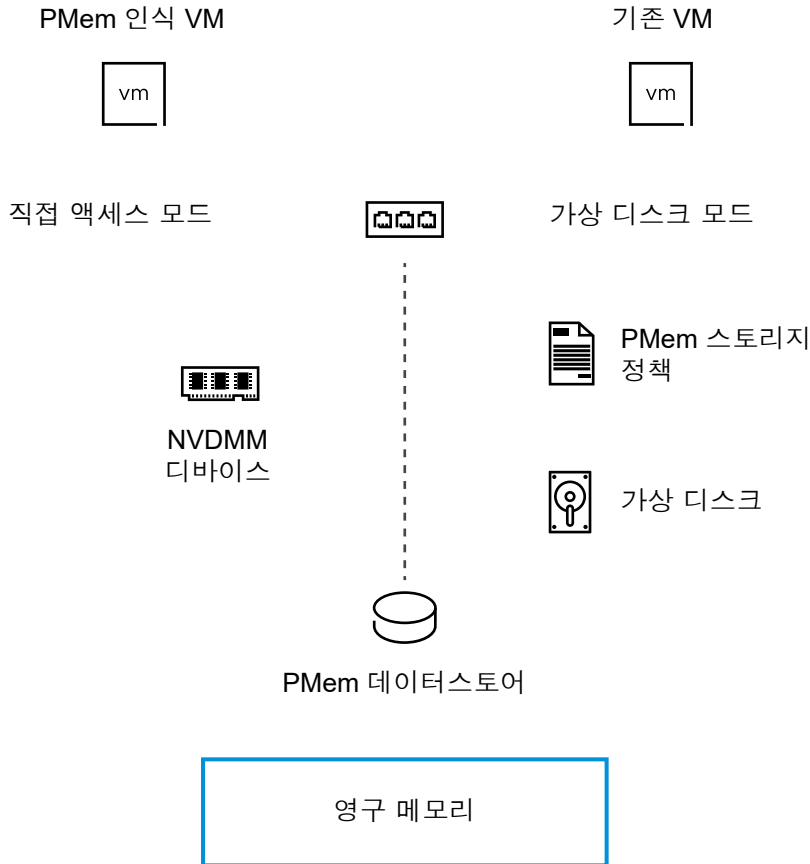 PMem 인식 VM
기존 VM
vm
vm
직접 액세스 모드
가상 디스크 모드
PMem 스토리지
정책
NVDMM
디바이스
가상 디스크
PMem 데이터스토어
영구 메모리